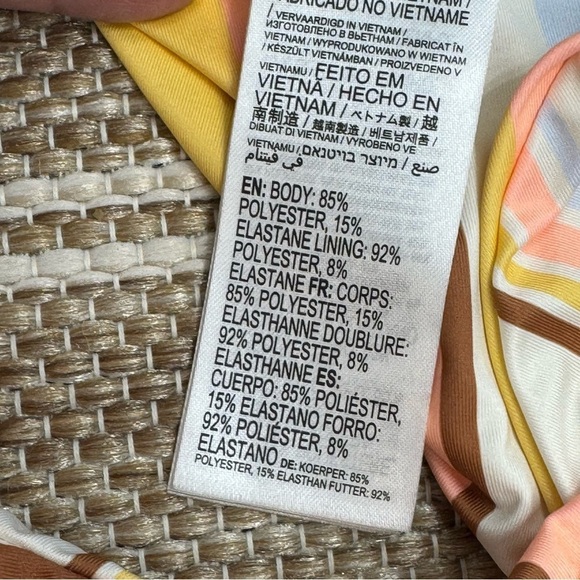 FABRICADO NO VIETNAME
/ VERVAARDIGD IN VIETNAM /
ИЗГОТОВЛЕНО В ВЬЕТНАМ / FABRICAT ÎN
VIETNAM / WYPRODUKOWANO W WIETNAM
/ KÉSZÜLT VIETNÁMBAN / PROIZVEDENO V
VIETNAMU / FEITO EM
VIETNÃ / HECHO EN
VIETNAM / ベトナム製 / 越
南制造 / 越南製造 / 베트남제품 /
DIBUAT DI VIETNAM / VYROBENO VE
VIETNAMU / מיוצר בויטנאם / صنع
في فيتنام
EN: BODY: 85%
POLYESTER, 15%
ELASTANE LINING: 92%
POLYESTER, 8%
ELASTANE FR: CORPS:
85% POLYESTER, 15%
ELASTHANNE DOUBLURE:
92% POLYESTER, 8%
ELASTHANNE ES:
CUERPO: 85% POLIÉSTER,
15% ELASTANO FORRO:
92% POLIÉSTER, 8%
ELASTANO DE: KOERPER: 85%
POLYESTER, 15% ELASTHAN FUTTER: 92%